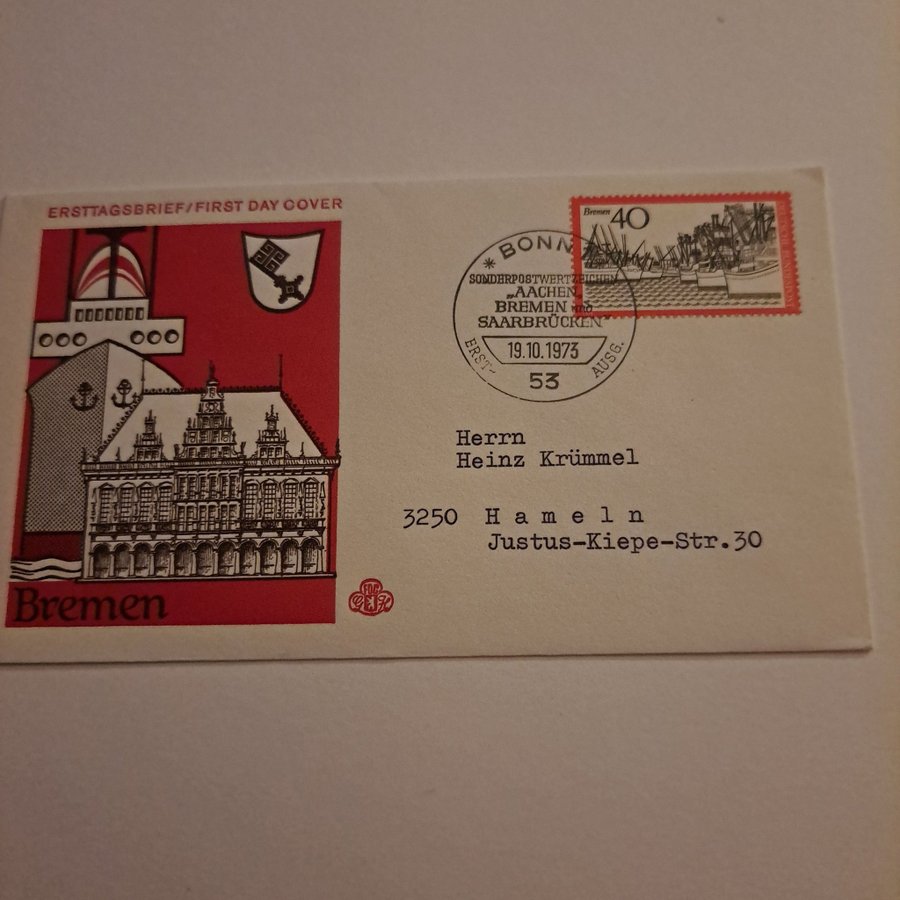 ERSTTAGSBRIEF/FIRST DAY COVER
Bremen
Bremen 40
BONN
SONDERPOSTWERTZEICHEN
„AACHEN,
BREMEN und
SAARBRÜCKEN"
19.10.1973
ERST-
AUSG.
53
Herrn
Heinz Krümmel
3250 Hameln
Justus-Kiepe-Str.30